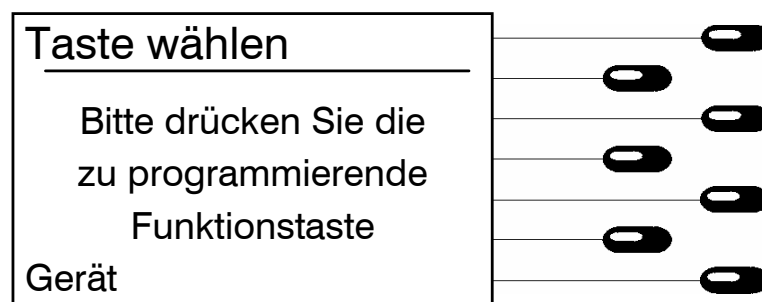 Taste wählen
Bitte drücken Sie die
zu programmierende
Funktionstaste
Gerät